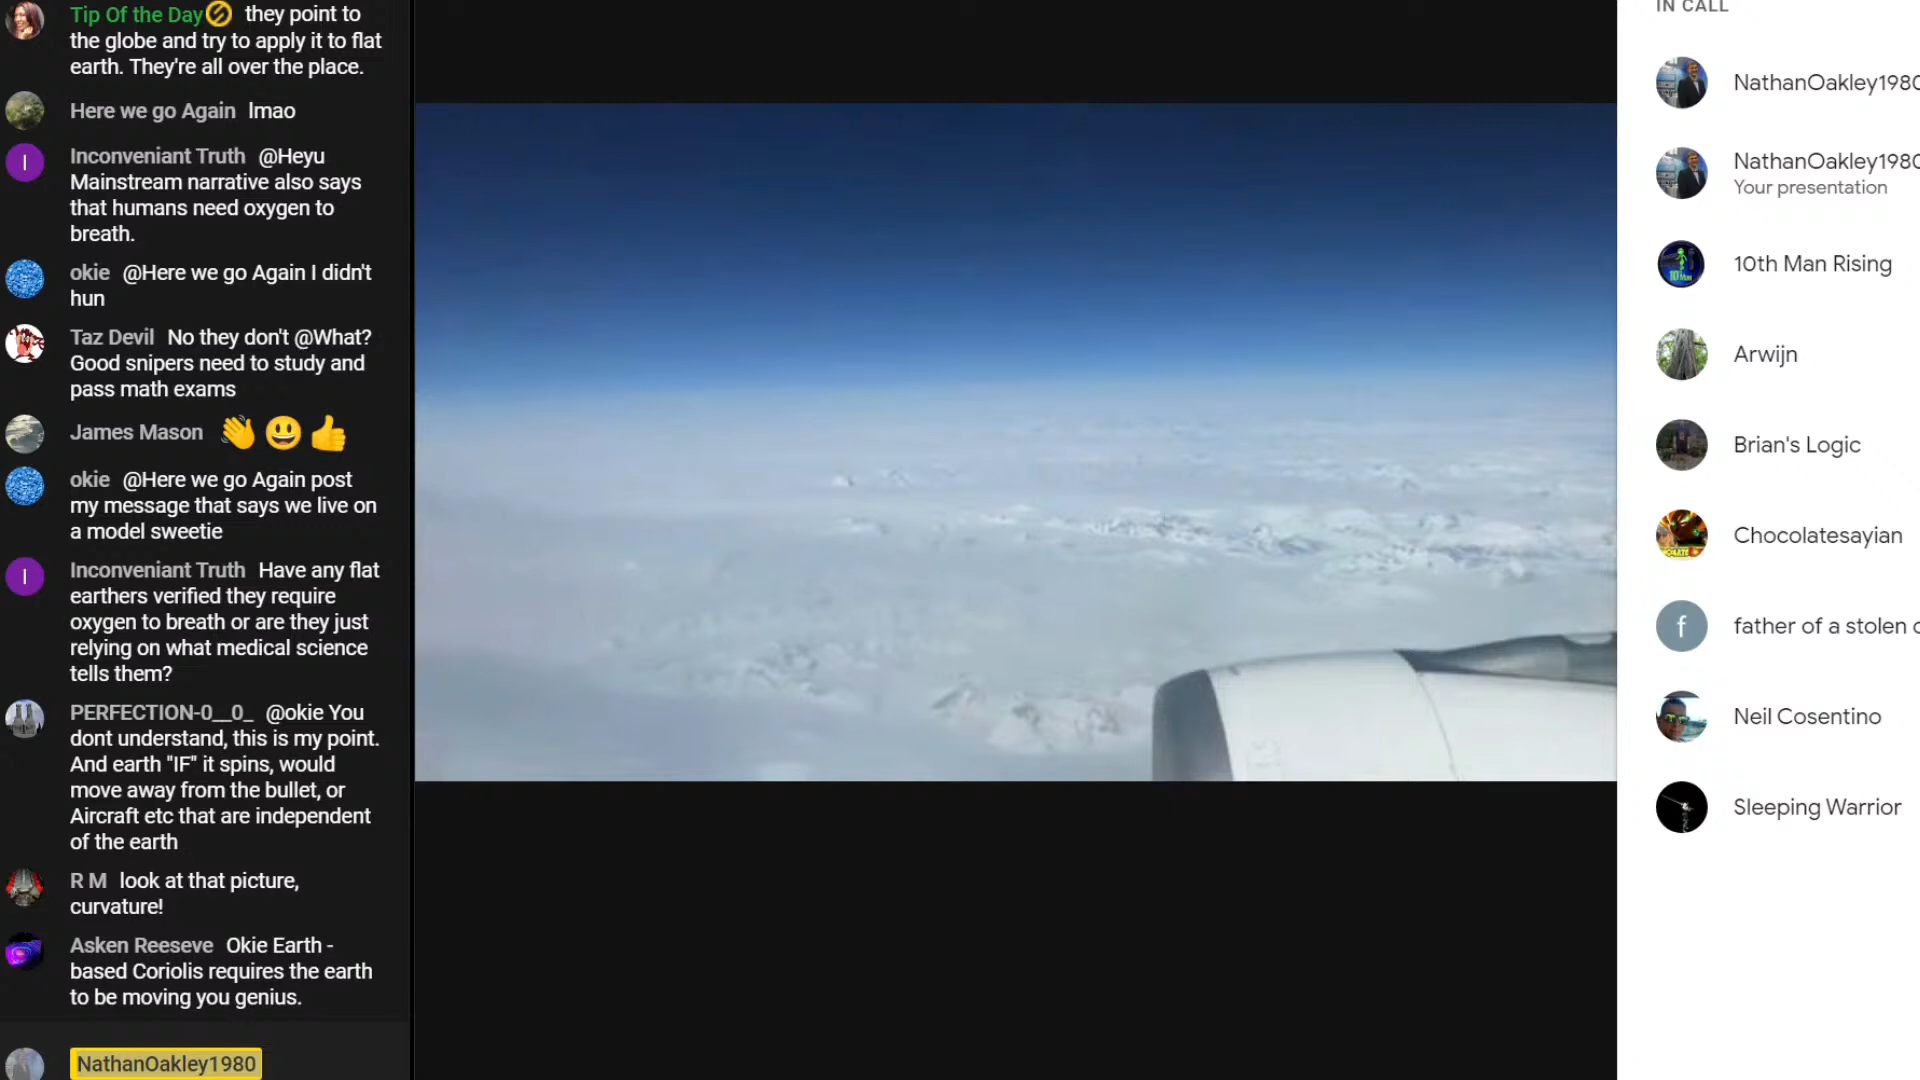 Tip Of the Day they point to
the globe and try to apply it to flat
earth. They're all over the place.
Here we go Again lmao
I
Inconveniant Truth @Heyu
Mainstream narrative also says
that humans need oxygen to
breath.
okie @Here we go Again I didn't
hun
Taz Devil No they don't @What?
Good snipers need to study and
pass math exams
James Mason 👋😃👍
okie @Here we go Again post
my message that says we live on
a model sweetie
I
Inconveniant Truth Have any flat
earthers verified they require
oxygen to breath or are they just
relying on what medical science
tells them?
PERFECTION-0__0_ @okie You
dont understand, this is my point.
And earth "IF" it spins, would
move away from the bullet, or
Aircraft etc that are independent
of the earth
R M look at that picture,
curvature!
Asken Reeseve Okie Earth -
based Coriolis requires the earth
to be moving you genius.
NathanOakley1980
IN CALL
NathanOakley1980
NathanOakley1980
Your presentation
10th Man Rising
Arwijn
Brian's Logic
Chocolatesayian
f
father of a stolen
Neil Cosentino
Sleeping Warrior